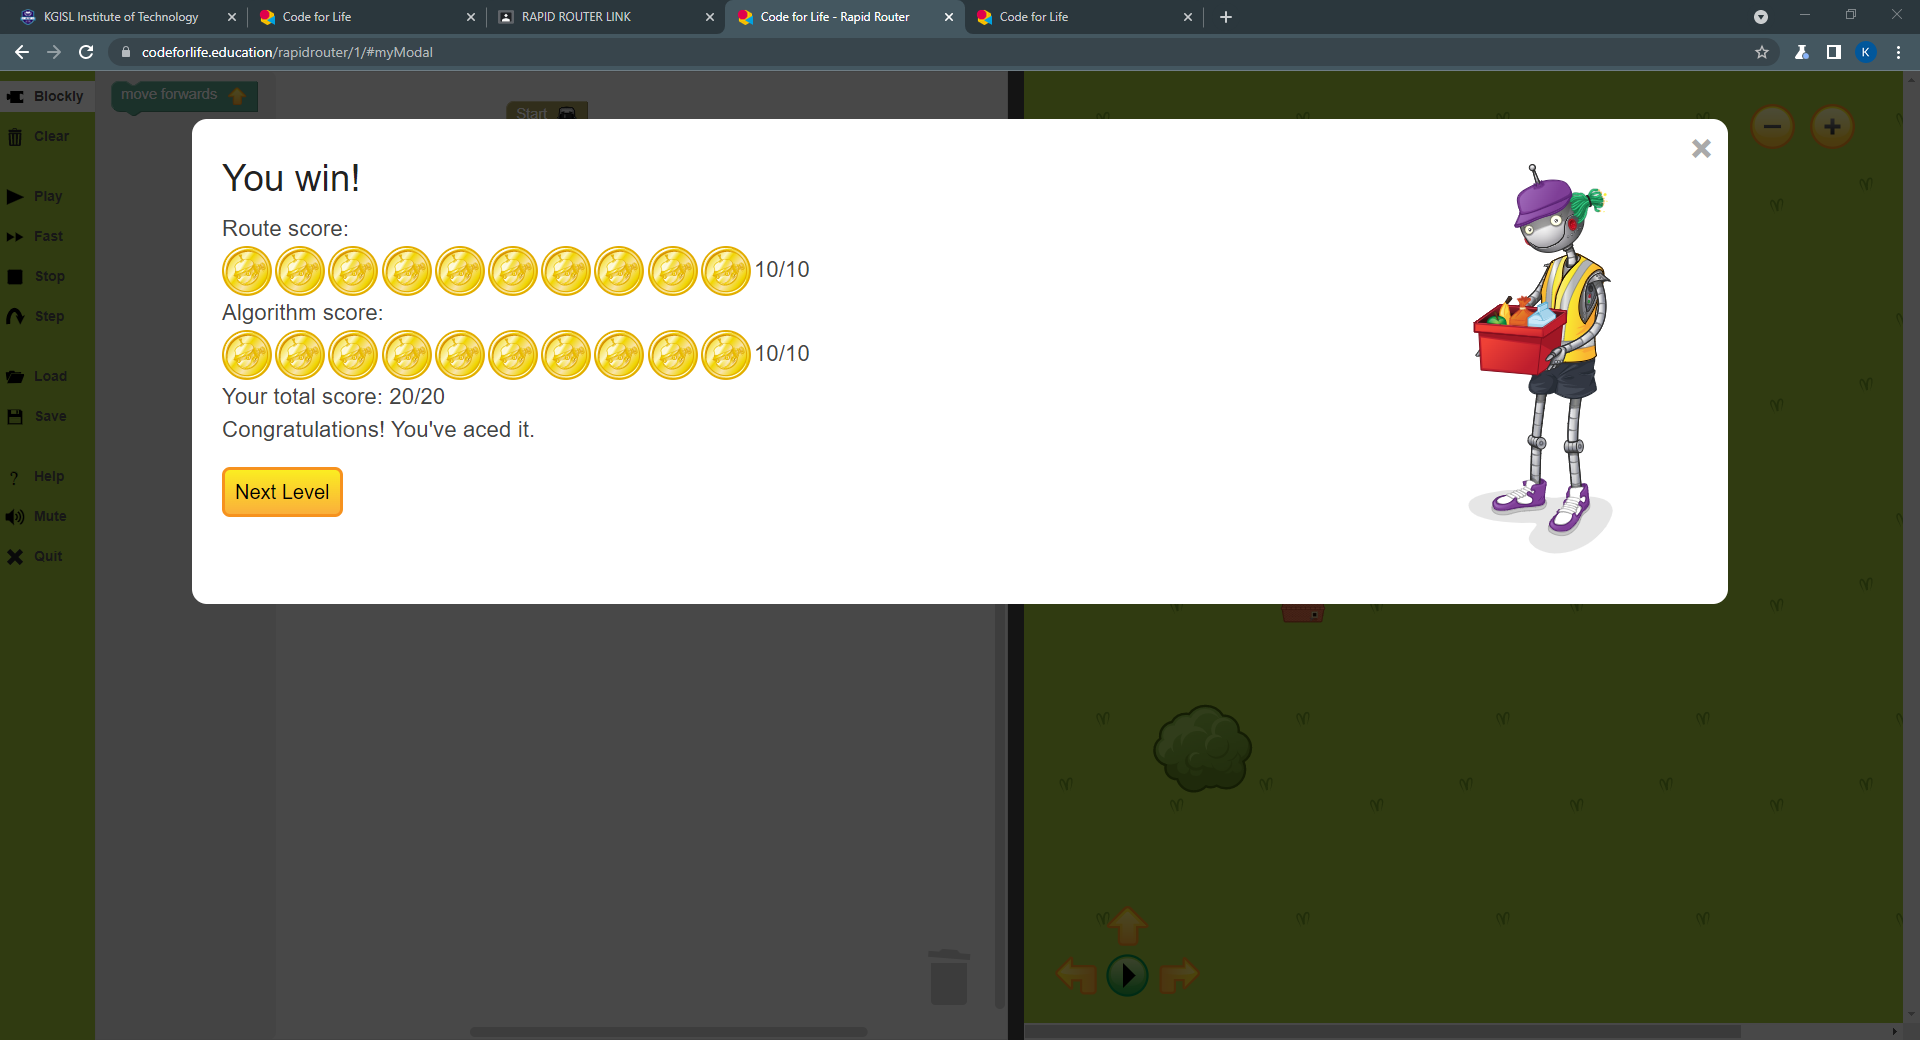 KGISL Institute of Technology
Code for Life
RAPID ROUTER LINK
Code for Life - Rapid Router
Code for Life
codeforlife.education/rapidrouter/1/#myModal
K
Blockly
Clear
Play
Fast
Stop
Step
Load
Save
? Help
Mute
Quit
move forwards
Start
You win!
Route score:
10/10
Algorithm score:
10/10
Your total score: 20/20
Congratulations! You've aced it.
Next Level